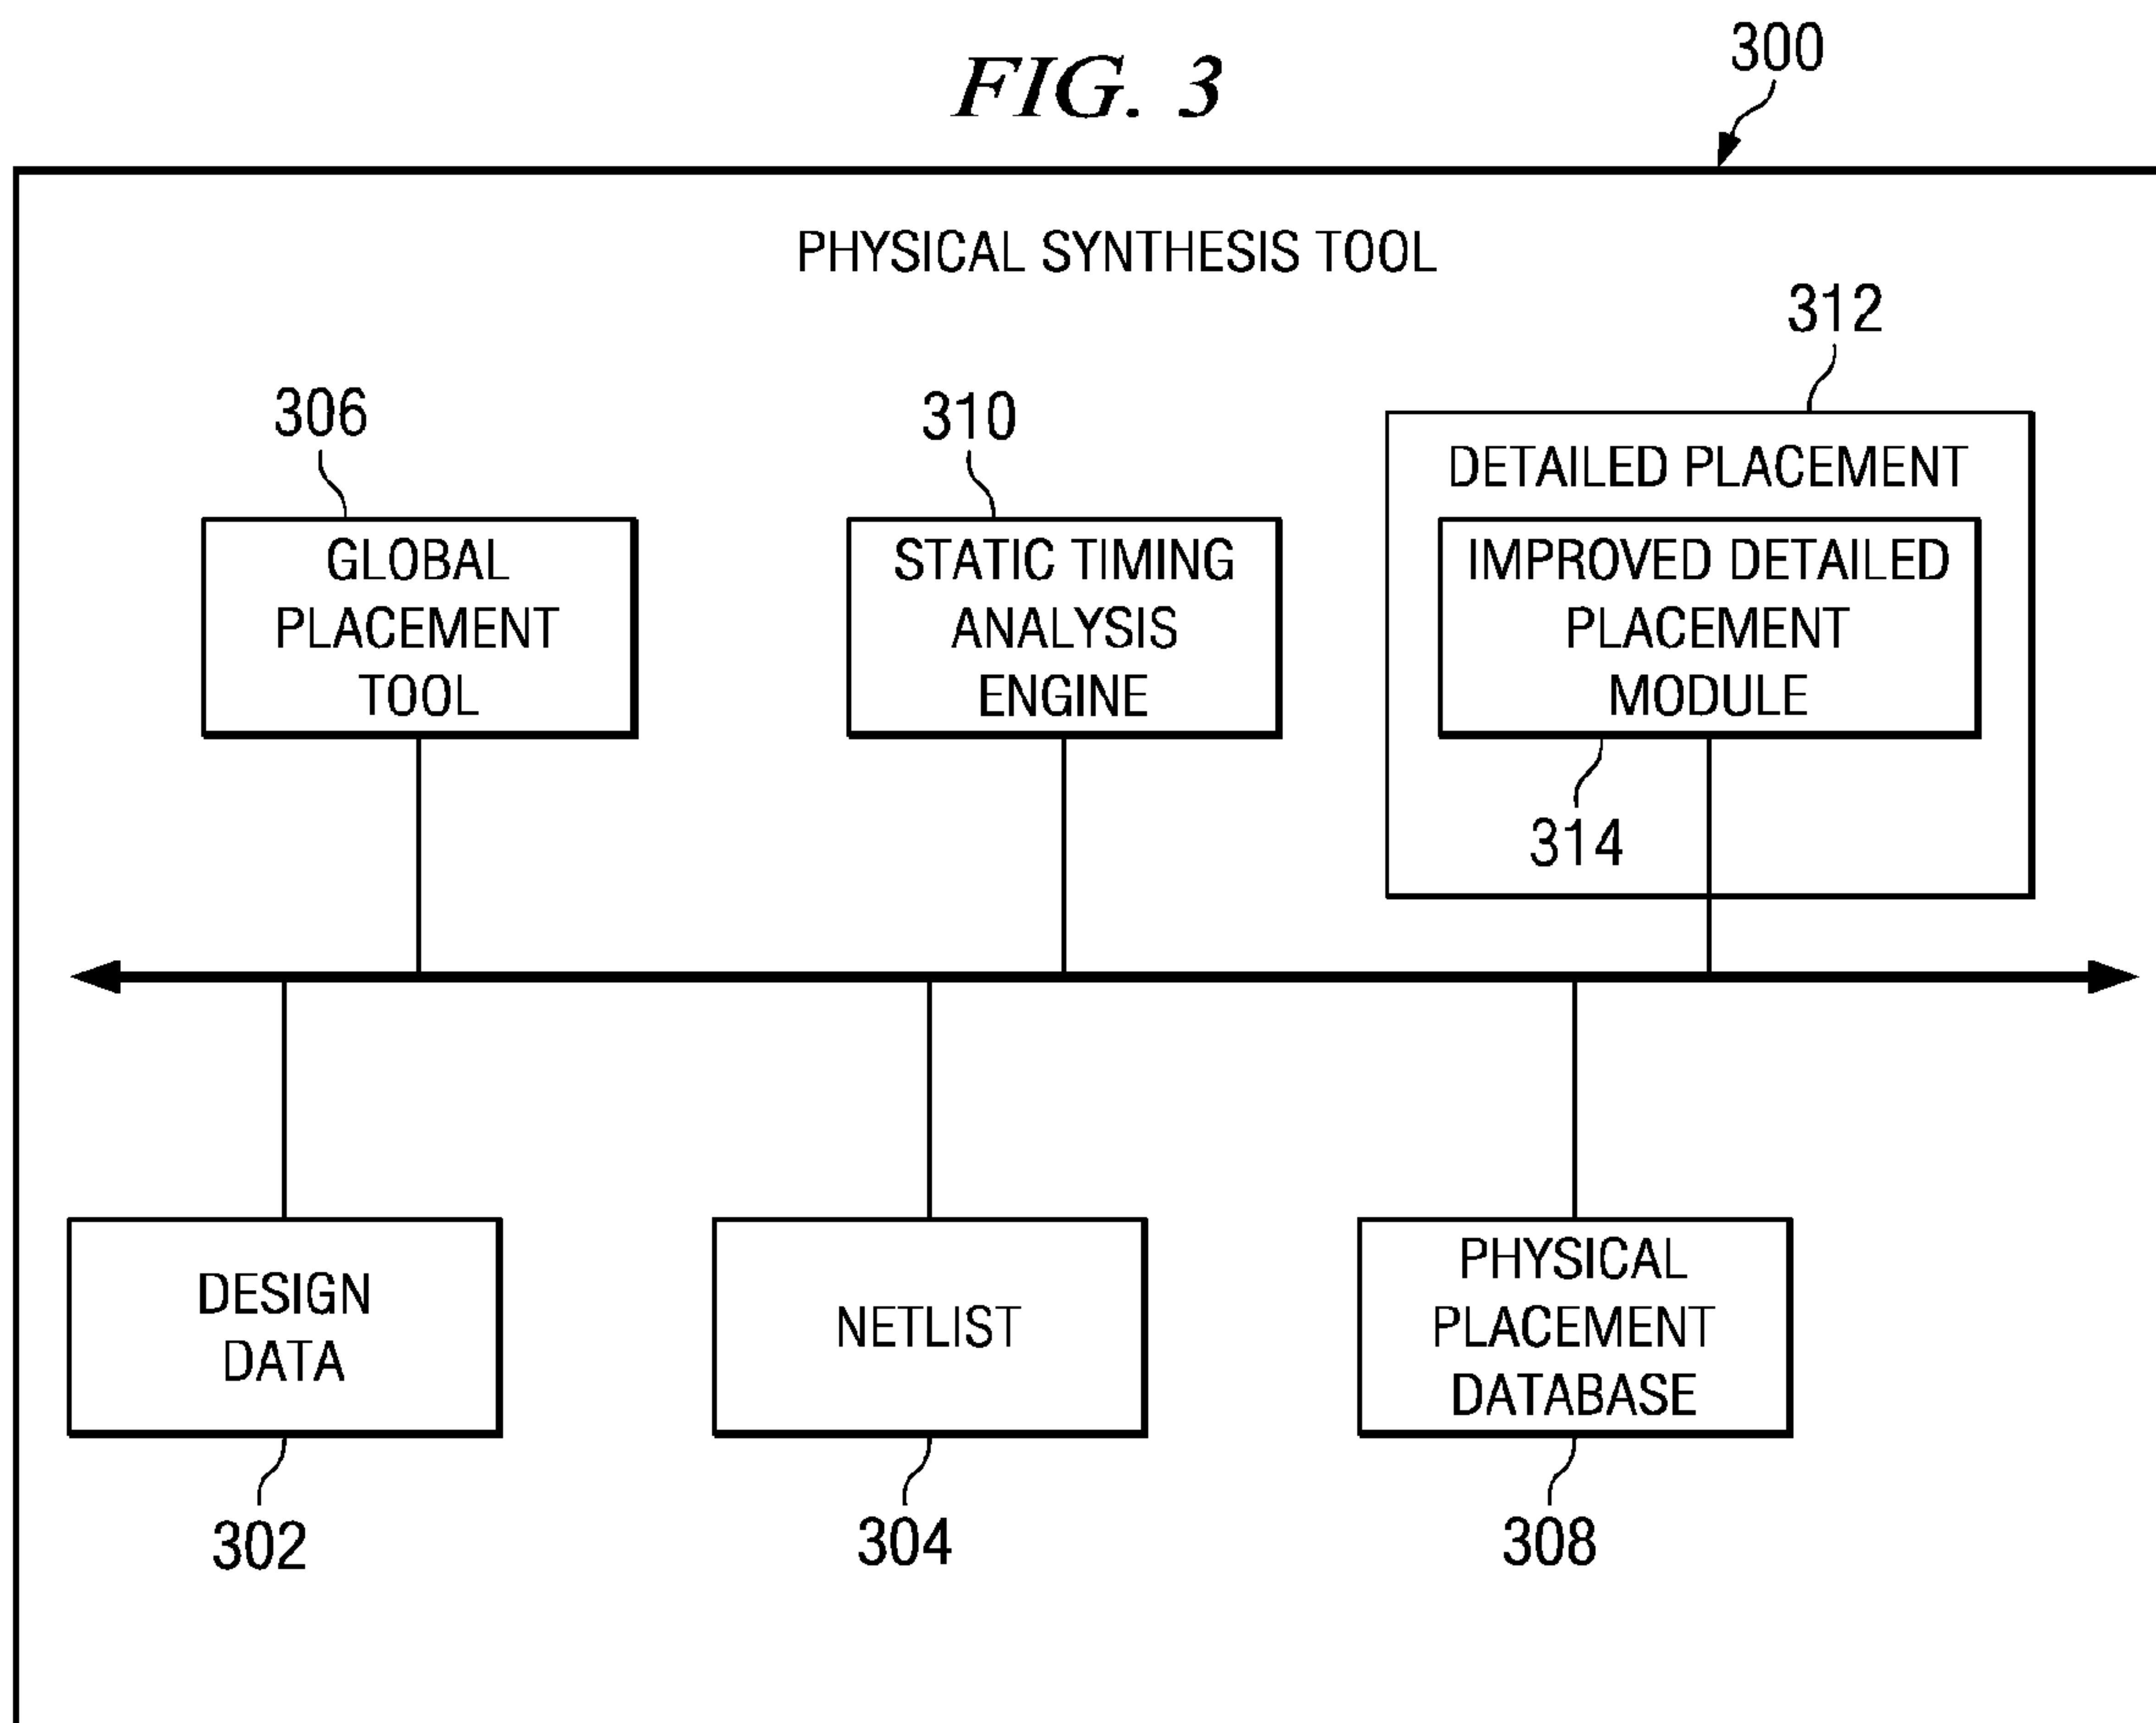 FIG. 3
300
PHYSICAL SYNTHESIS TOOL
306
GLOBAL
PLACEMENT
TOOL
310
STATIC TIMING
ANALYSIS
ENGINE
312
DETAILED PLACEMENT
IMPROVED DETAILED
PLACEMENT
MODULE
314
DESIGN
DATA
302
NETLIST
304
PHYSICAL
PLACEMENT
DATABASE
308